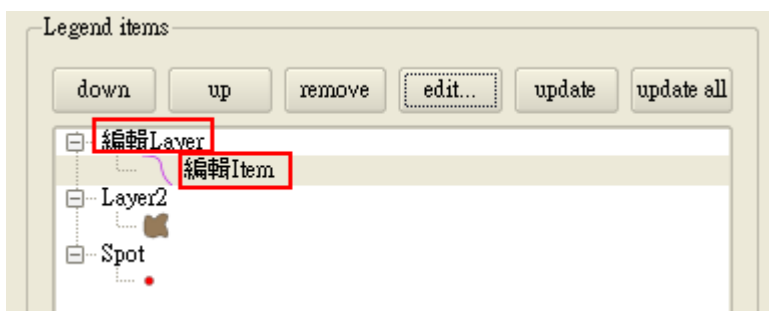 Legend items
down up remove edit... update update all
編輯Layer
編輯Item
Layer2
Spot